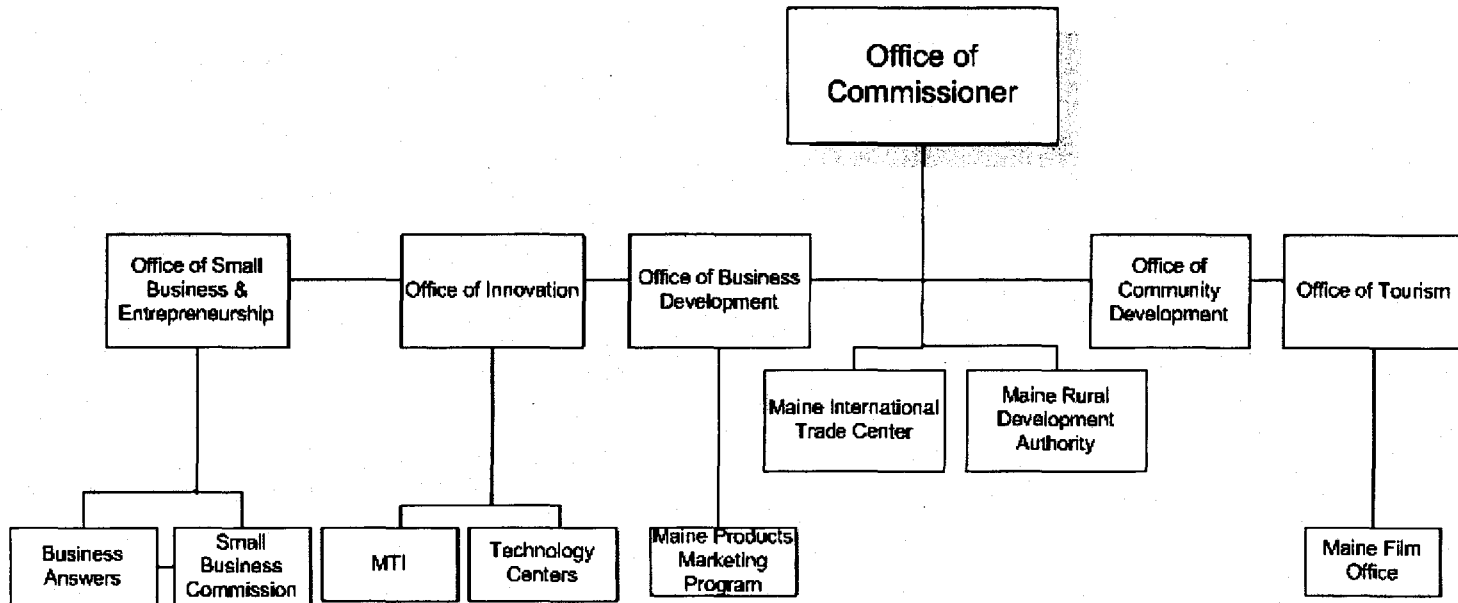 Office of
Commissioner
Office of Small
Business &
Entrepreneurship
Office of Innovation
Office of Business
Development
Office of
Community
Development
Office of Tourism
Maine International
Trade Center
Maine Rural
Development
Authority
Business
Answers
Small
Business
Commission
MTI
Technology
Centers
Maine Products
Marketing
Program
Maine Film
Office